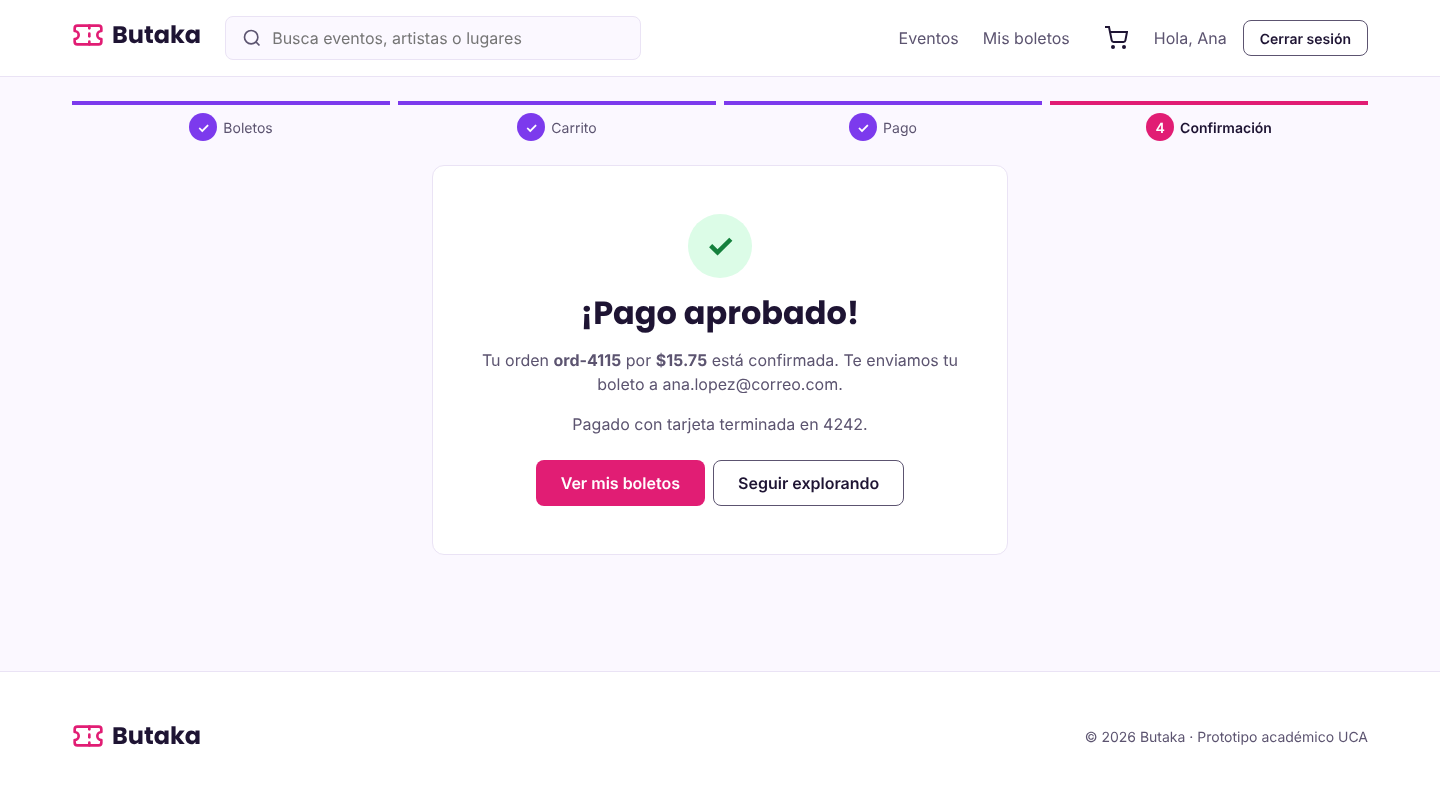 Butaka
Busca eventos, artistas o lugares
Eventos
Mis boletos
Hola, Ana
Cerrar sesión
Boletos
Carrito
Pago
4 Confirmación
¡Pago aprobado!
Tu orden ord-4115 por $15.75 está confirmada. Te enviamos tu
boleto a ana.lopez@correo.com.
Pagado con tarjeta terminada en 4242.
Ver mis boletos
Seguir explorando
Butaka
© 2026 Butaka · Prototipo académico UCA